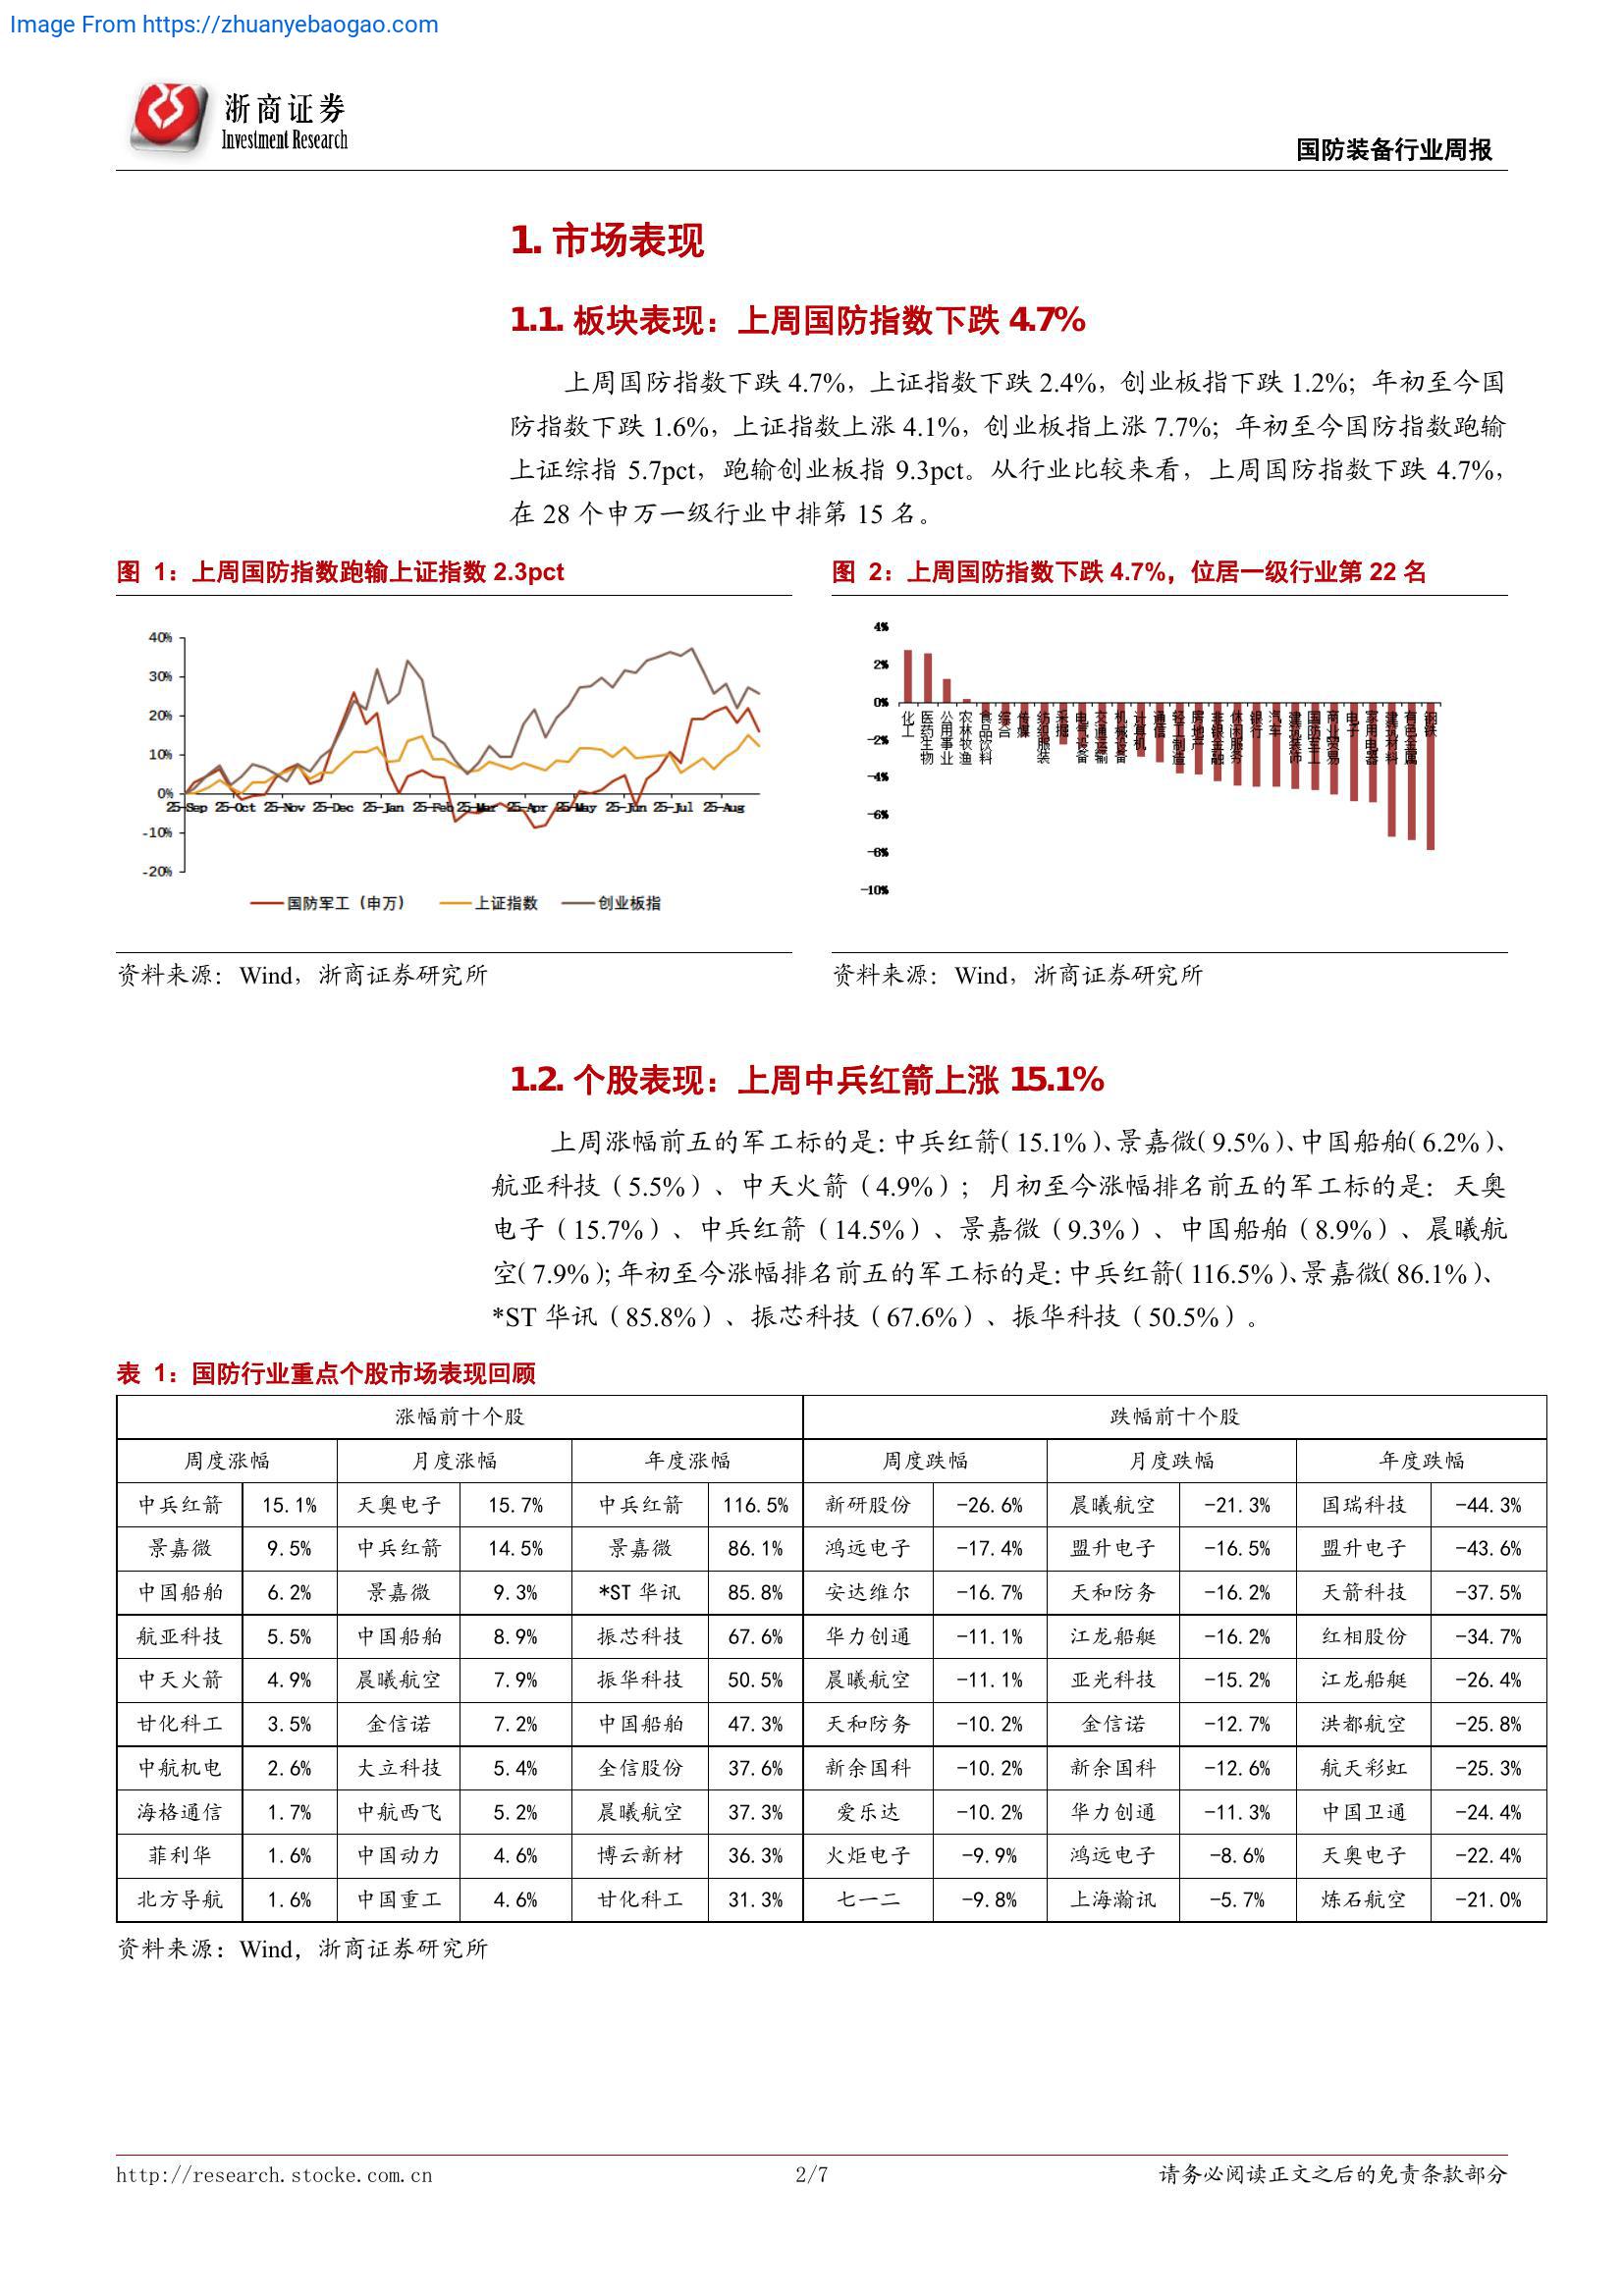 Image From https://zhuanyebaogao.com
浙商证券
Investment Research
国防装备行业周报
1. 市场表现
1.1. 板块表现：上周国防指数下跌 4.7%
上周国防指数下跌 4.7%，上证指数下跌 2.4%，创业板指下跌 1.2%；年初至今国
防指数下跌 1.6%，上证指数上涨 4.1%，创业板指上涨 7.7%；年初至今国防指数跑输
上证综指 5.7pct，跑输创业板指 9.3pct。从行业比较来看，上周国防指数下跌 4.7%，
在 28 个申万一级行业中排第 15 名。
图 1：上周国防指数跑输上证指数 2.3pct
40%
30%
20%
10%
0%
-10%
-20%
25-Sep 25-Oct 25-Nov 25-Dec 25-Jan 25-Feb 25-Mar 25-Apr 25-May 25-Jun 25-Jul 25-Aug
国防军工（申万） 上证指数 创业板指
资料来源：Wind，浙商证券研究所
图 2：上周国防指数下跌 4.7%，位居一级行业第 22 名
4%
2%
0%
-2%
-4%
-6%
-8%
-10%
化工 医药生物 公用事业 农林牧渔 食品饮料 综合 传媒 纺织服装 采掘 电气设备 交通运输 机械设备 计算机 通信 轻工制造 房地产 非银金融 休闲服务 银行 汽车 建筑装饰 国防军工 商业贸易 电子 家用电器 建筑材料 有色金属 钢铁
资料来源：Wind，浙商证券研究所
1.2. 个股表现：上周中兵红箭上涨 15.1%
上周涨幅前五的军工标的是：中兵红箭（15.1%）、景嘉微（9.5%）、中国船舶（6.2%）、
航亚科技（5.5%）、中天火箭（4.9%）；月初至今涨幅排名前五的军工标的是：天奥
电子（15.7%）、中兵红箭（14.5%）、景嘉微（9.3%）、中国船舶（8.9%）、晨曦航
空（7.9%）；年初至今涨幅排名前五的军工标的是：中兵红箭（116.5%）、景嘉微（86.1%）、
*ST 华讯（85.8%）、振芯科技（67.6%）、振华科技（50.5%）。
表 1：国防行业重点个股市场表现回顾
涨幅前十个股 跌幅前十个股
周度涨幅 月度涨幅 年度涨幅 周度跌幅 月度跌幅 年度跌幅
中兵红箭 15.1% 天奥电子 15.7% 中兵红箭 116.5% 新研股份 -26.6% 晨曦航空 -21.3% 国瑞科技 -44.3%
景嘉微 9.5% 中兵红箭 14.5% 景嘉微 86.1% 鸿远电子 -17.4% 盟升电子 -16.5% 盟升电子 -43.6%
中国船舶 6.2% 景嘉微 9.3% *ST 华讯 85.8% 安达维尔 -16.7% 天和防务 -16.2% 天箭科技 -37.5%
航亚科技 5.5% 中国船舶 8.9% 振芯科技 67.6% 华力创通 -11.1% 江龙船艇 -16.2% 红相股份 -34.7%
中天火箭 4.9% 晨曦航空 7.9% 振华科技 50.5% 晨曦航空 -11.1% 亚光科技 -15.2% 江龙船艇 -26.4%
甘化科工 3.5% 金信诺 7.2% 中国船舶 47.3% 天和防务 -10.2% 金信诺 -12.7% 洪都航空 -25.8%
中航机电 2.6% 大立科技 5.4% 全信股份 37.6% 新余国科 -10.2% 新余国科 -12.6% 航天彩虹 -25.3%
海格通信 1.7% 中航西飞 5.2% 晨曦航空 37.3% 爱乐达 -10.2% 华力创通 -11.3% 中国卫通 -24.4%
菲利华 1.6% 中国动力 4.6% 博云新材 36.3% 火炬电子 -9.9% 鸿远电子 -8.6% 天奥电子 -22.4%
北方导航 1.6% 中国重工 4.6% 甘化科工 31.3% 七一二 -9.8% 上海瀚讯 -5.7% 炼石航空 -21.0%
资料来源：Wind，浙商证券研究所
http://research.stocke.com.cn 2/7 请务必阅读正文之后的免责条款部分